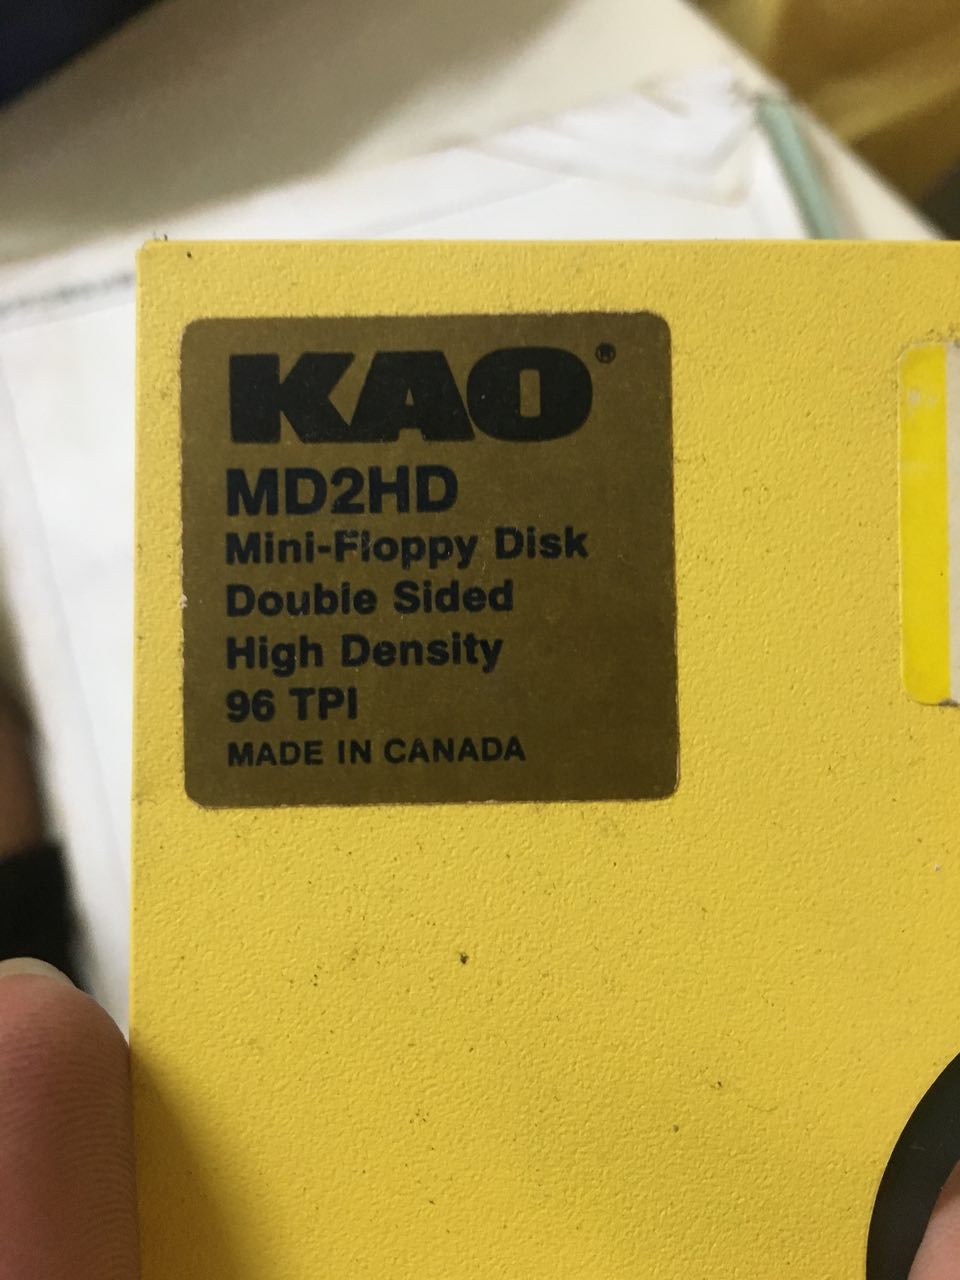 KAO®
MD2HD
Mini-Floppy Disk
Double Sided
High Density
96 TPI
MADE IN CANADA